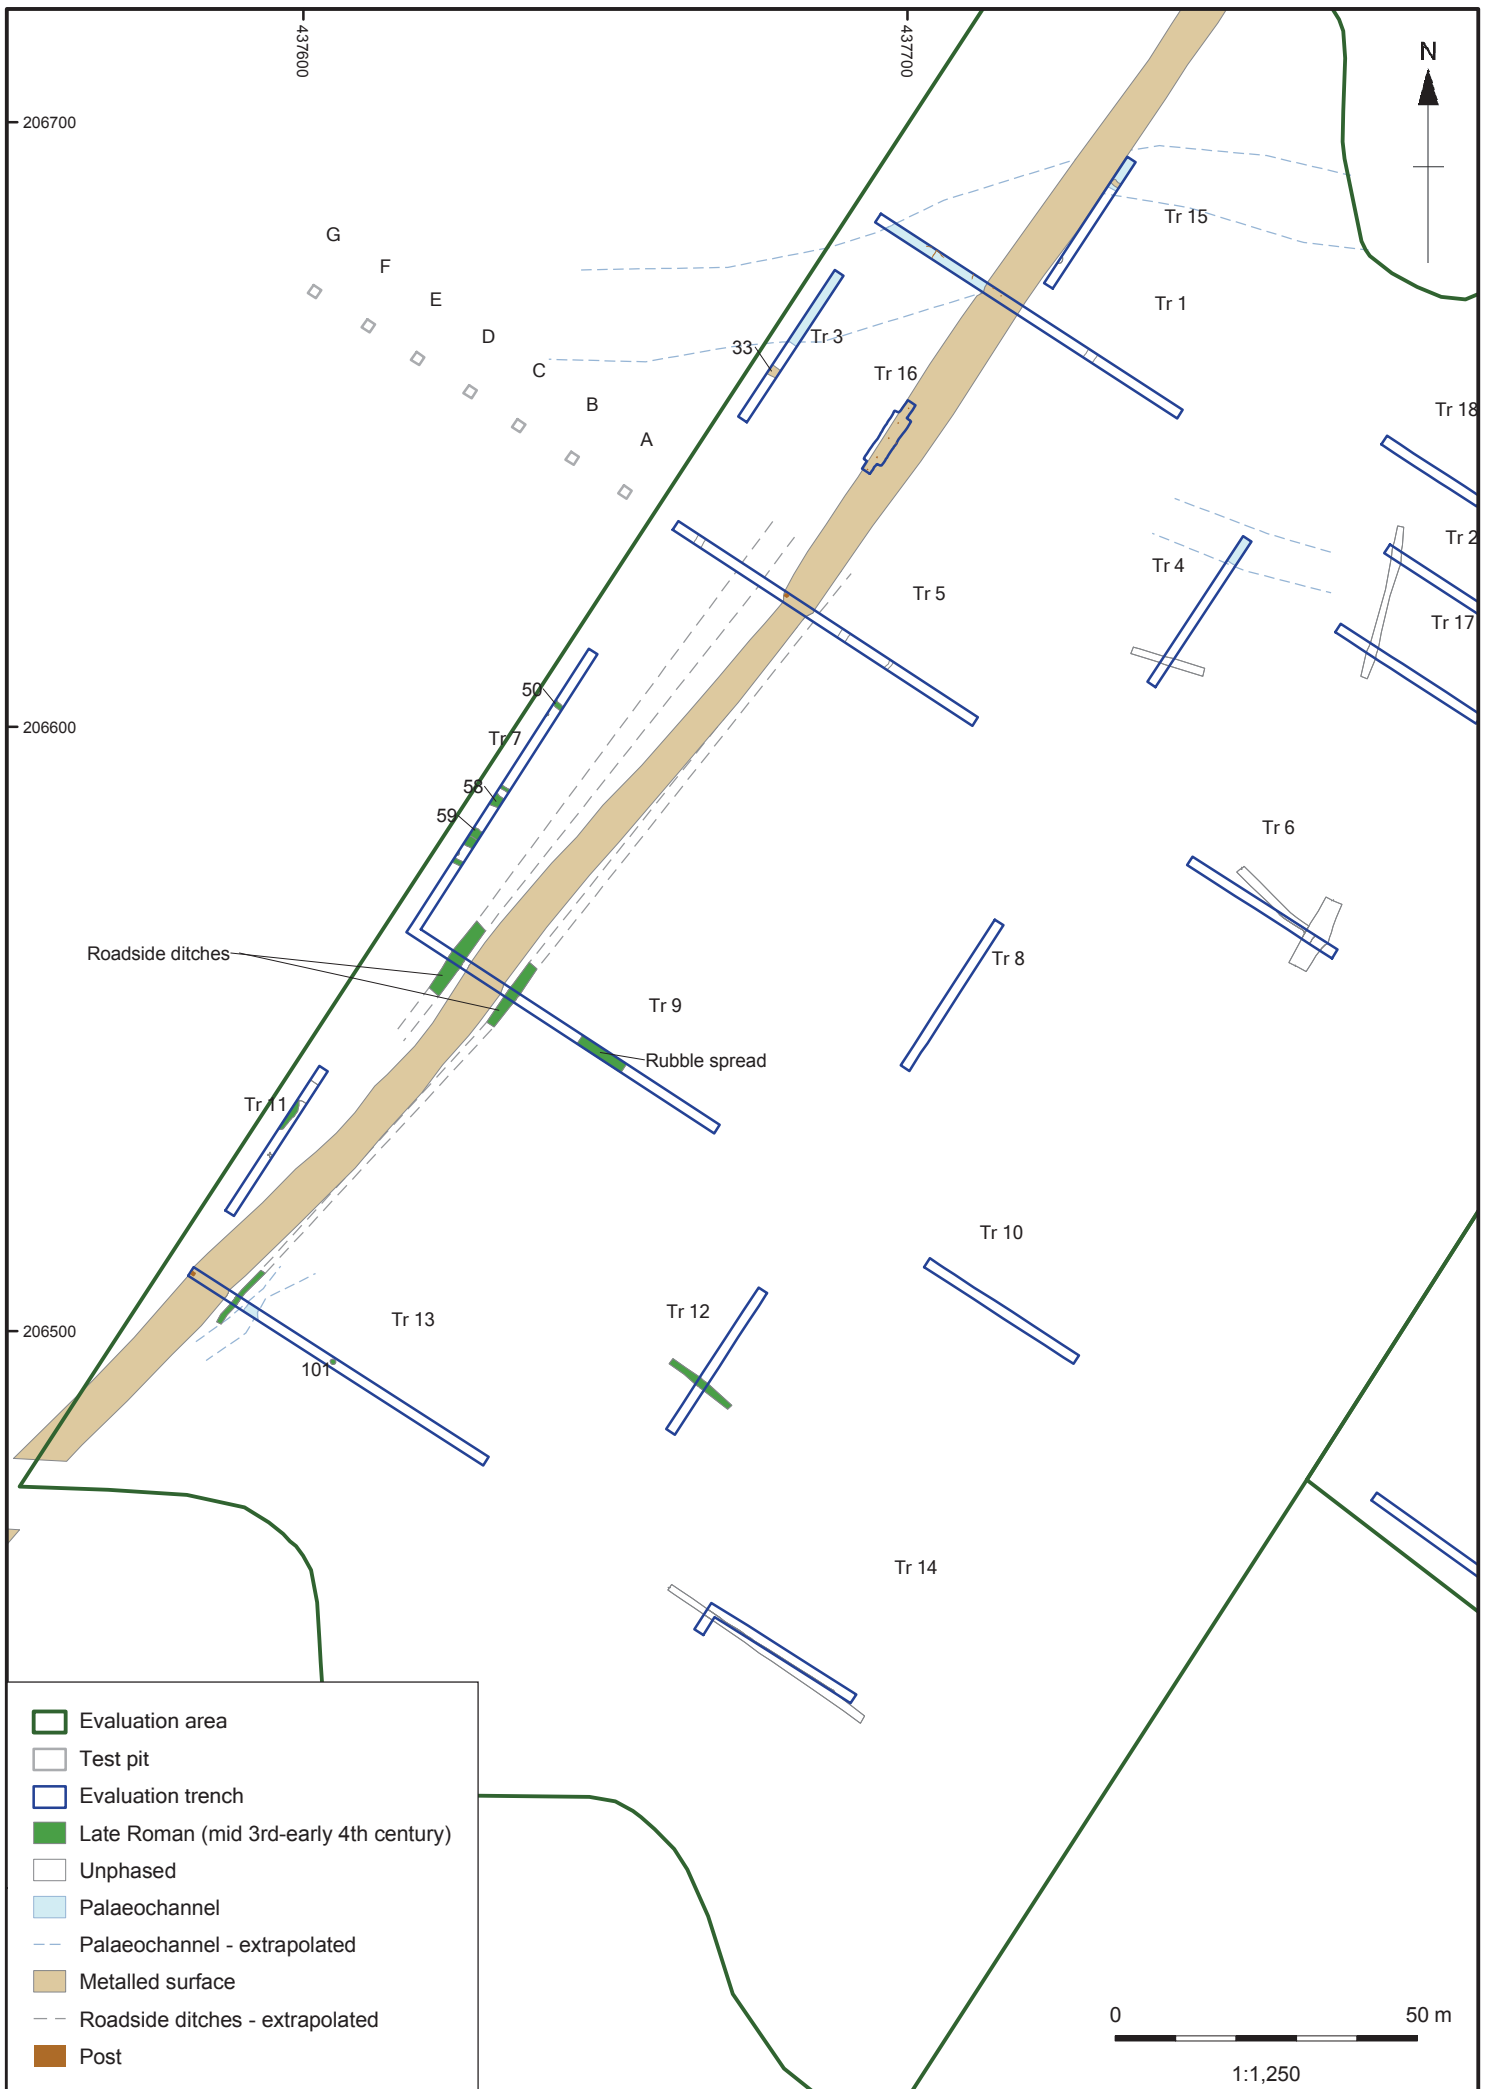 437600
437700
N
206700
Tr 15
G
F
E
D
C
B
A
Tr 1
33
Tr 3
Tr 16
Tr 18
Tr 2
Tr 4
Tr 5
Tr 17
50
206600
Tr 7
58
59
Tr 6
Roadside ditches
Tr 8
Tr 9
Rubble spread
Tr 11
Tr 10
Tr 12
Tr 13
206500
101
Tr 14
Evaluation area
Test pit
Evaluation trench
Late Roman (mid 3rd-early 4th century)
Unphased
Palaeochannel
Palaeochannel - extrapolated
Metalled surface
Roadside ditches - extrapolated
Post
0 50 m
1:1,250